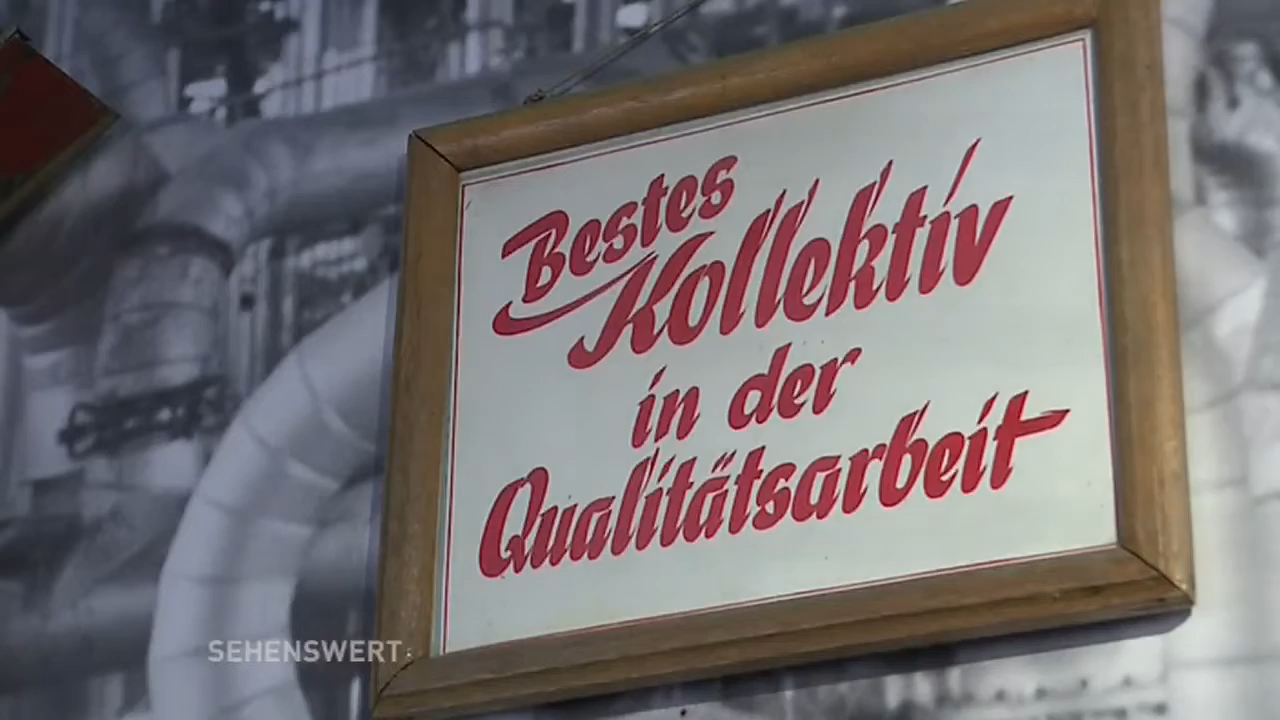 Bestes
Kollektiv
in der
Qualitätsarbeit
SEHENSWERT